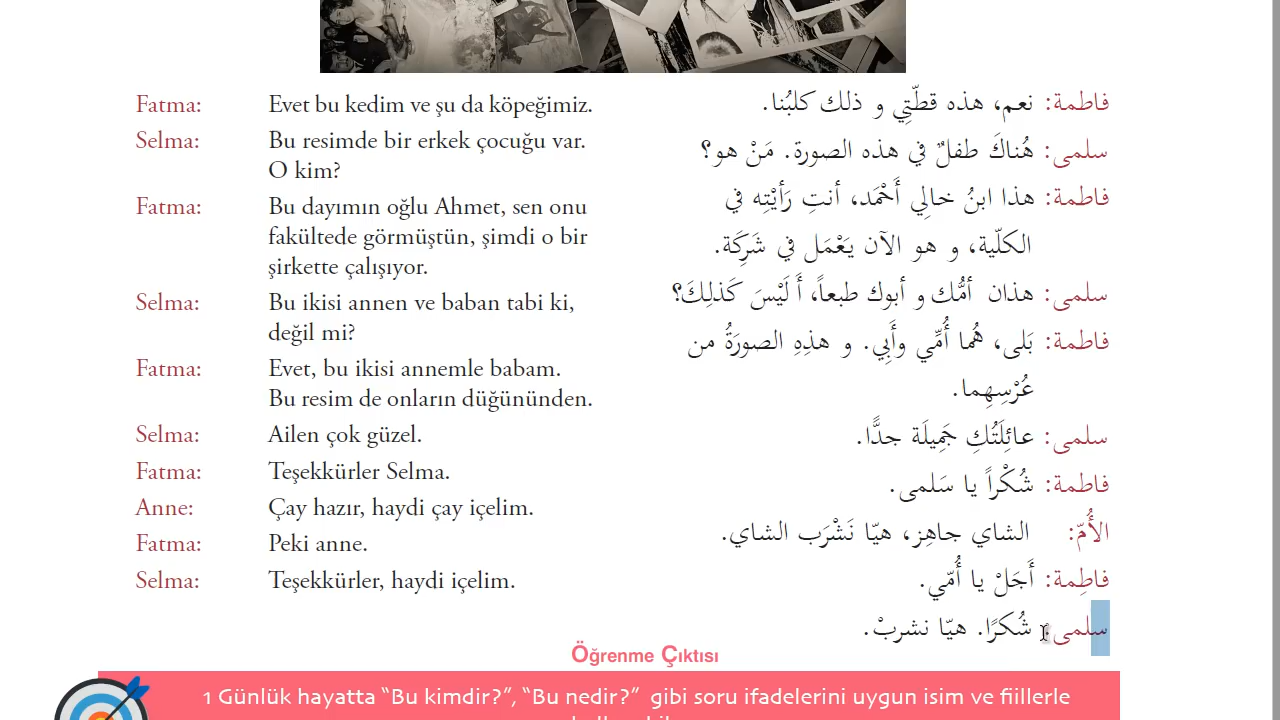 Fatma: Evet bu kedim ve şu da köpeğimiz.
Selma: Bu resimde bir erkek çocuğu var.
O kim?
Fatma: Bu dayımın oğlu Ahmet, sen onu
fakültede görmüştün, şimdi o bir
şirkette çalışıyor.
Selma: Bu ikisi annen ve baban tabi ki,
değil mi?
Fatma: Evet, bu ikisi annemle babam.
Bu resim de onların düğününden.
Selma: Ailen çok güzel.
Fatma: Teşekkürler Selma.
Anne: Çay hazır, haydi çay içelim.
Fatma: Peki anne.
Selma: Teşekkürler, haydi içelim.
فاطمة: نعم، هذه قطّتِي و ذلك كلبُنا.
سلمى: هُناكَ طفلٌ في هذه الصورة. مَنْ هو؟
فاطمة: هذا ابنُ خالِي أَحْمَد، أنتِ رَأيْتِه في
الكلّية، و هو الآن يَعْمَل في شَرِكَة.
سلمى: هذان أمُّك و أبوك طبعاً، أَ لَيْسَ كَذلِكَ؟
فاطمة: بَلى، هُما أُمِّي وأَبِي. و هذِهِ الصورَةُ من
عُرْسِهِما.
سلمى: عائِلَتُكِ جَمِيلَة جدًّا.
فاطمة: شُكْراً يا سَلمى.
الأُمّ: الشاي جاهِز، هيّا نَشْرَب الشاي.
فاطِمة: أَجَلْ يا أُمّي.
سلمى: شُكرًا. هيّا نشربْ.
Öğrenme Çıktısı
1 Günlük hayatta “Bu kimdir?”, “Bu nedir?” gibi soru ifadelerini uygun isim ve fiillerle